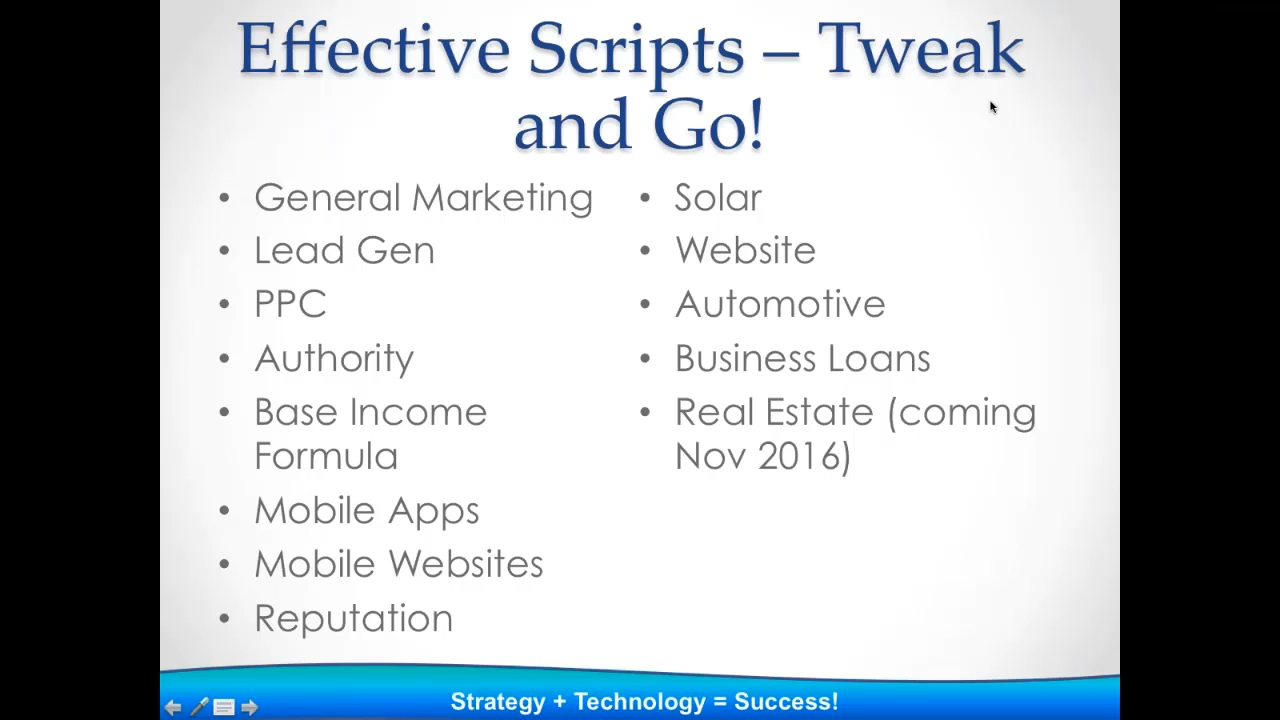 Effective Scripts – Tweak
and Go!
• General Marketing
• Lead Gen
• PPC
• Authority
• Base Income
Formula
• Mobile Apps
• Mobile Websites
• Reputation
• Solar
• Website
• Automotive
• Business Loans
• Real Estate (coming
Nov 2016)
Strategy + Technology = Success!